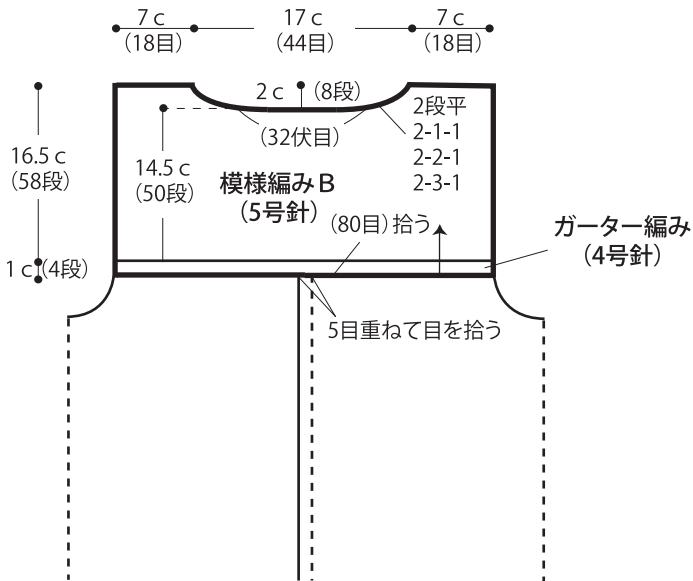 7 c
(18目)
17 c
(44目)
7 c
(18目)
2 c (8段)
(32伏目)
2段平
2-1-1
2-2-1
2-3-1
16.5 c
(58段)
14.5 c
(50段)
模様編み B
(5号針)
(80目) 拾う
ガーター編み
(4号針)
1 c (4段)
5目重ねて目を拾う